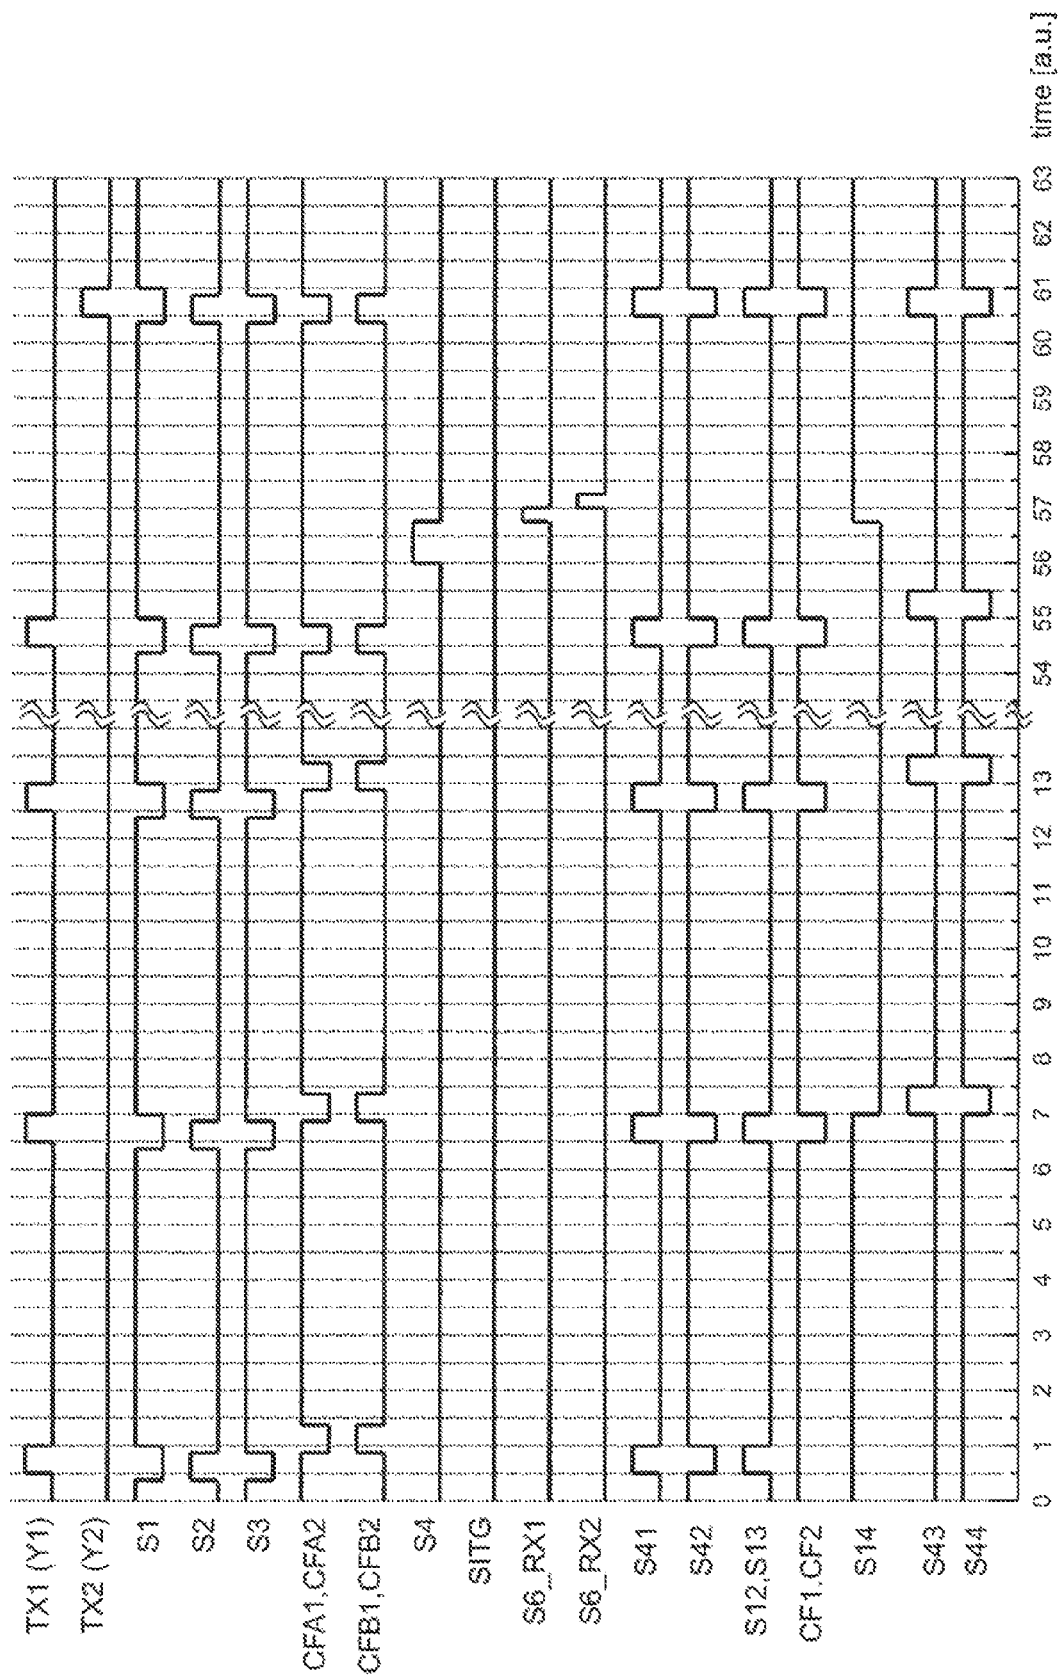 TX1 (Y1)
TX2 (Y2)
S1
S2
S3
CFA1,CFA2
CFB1,CFB2
S4
SITG
S6_RX1
S6_RX2
S41
S42
S12,S13
CF1,CF2
S14
S43
S44
0 1 2 3 4 5 6 7 8 9 10 11 12 13 54 55 56 57 58 59 60 61 62 63 time [a.u.]